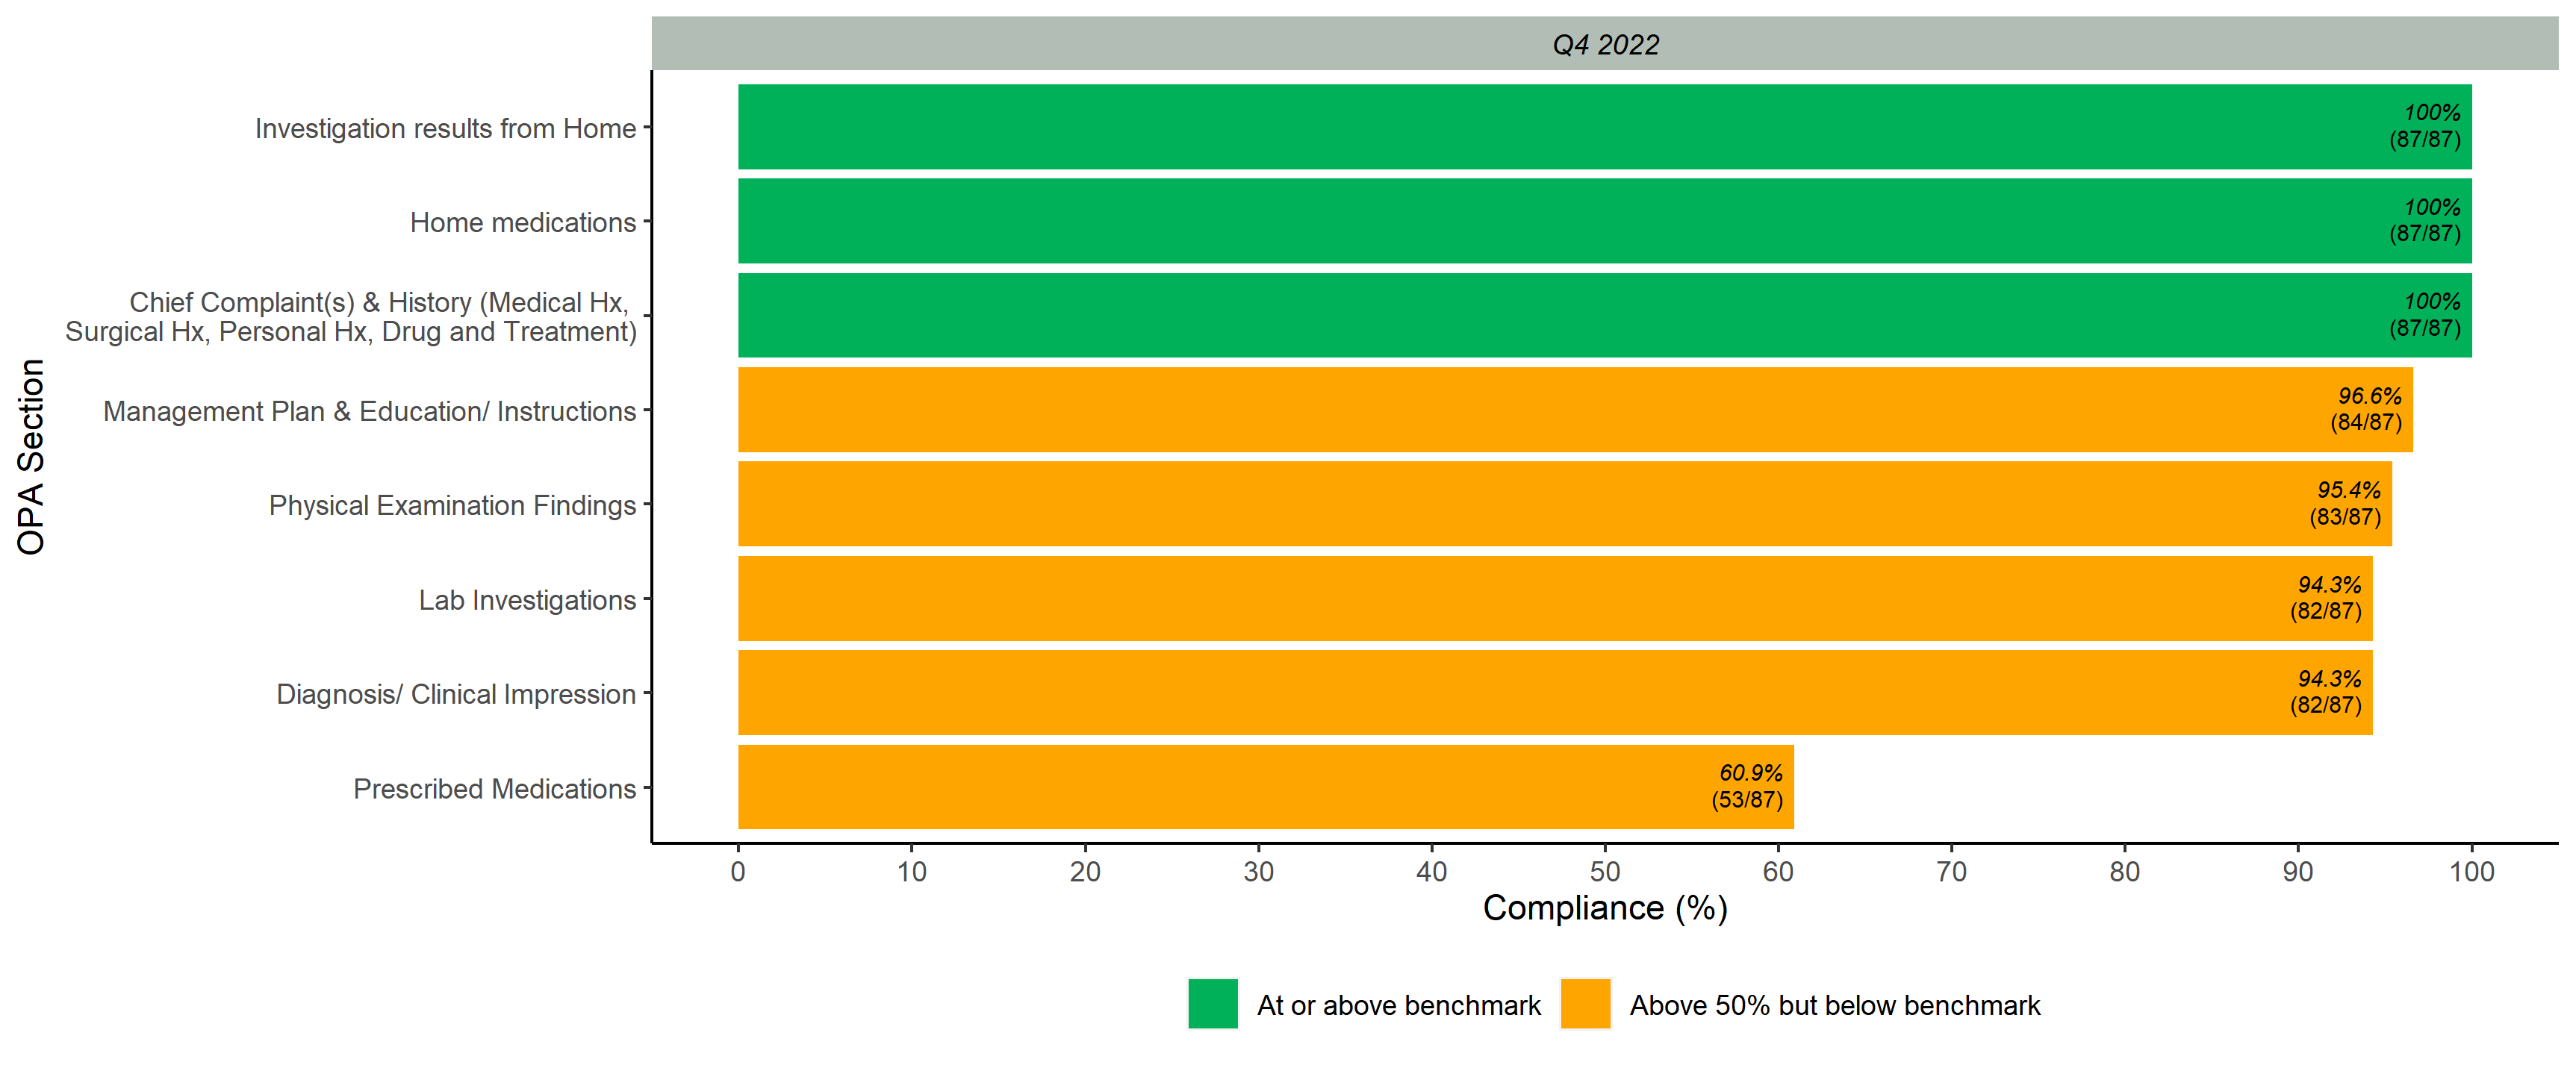 Q4 2022
Investigation results from Home
100%
(87/87)
Home medications
100%
(87/87)
Chief Complaint(s) & History (Medical Hx,
Surgical Hx, Personal Hx, Drug and Treatment)
100%
(87/87)
Management Plan & Education/ Instructions
96.6%
(84/87)
Physical Examination Findings
95.4%
(83/87)
Lab Investigations
94.3%
(82/87)
Diagnosis/ Clinical Impression
94.3%
(82/87)
Prescribed Medications
60.9%
(53/87)
OPA Section
0 10 20 30 40 50 60 70 80 90 100
Compliance (%)
At or above benchmark
Above 50% but below benchmark